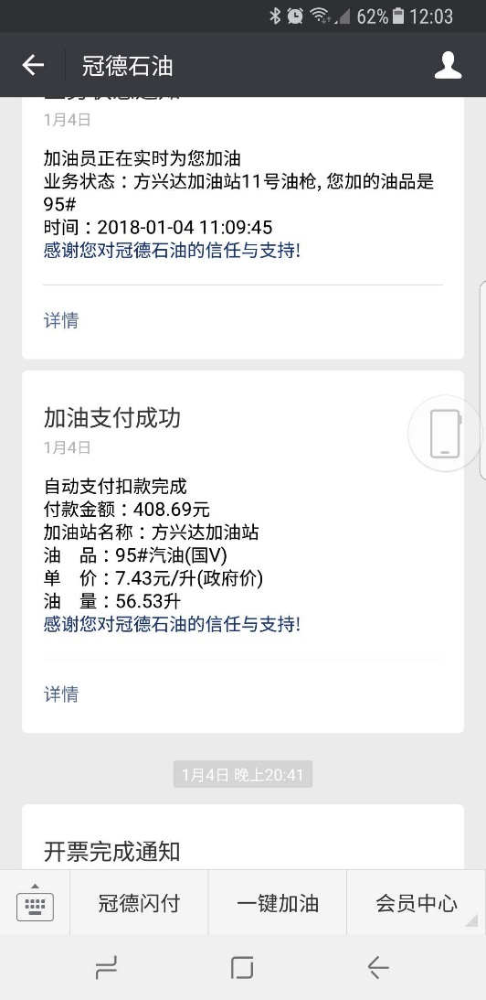 62% 12:03
冠德石油
1月4日
加油员正在实时为您加油
业务状态：方兴达加油站11号油枪, 您加的油品是
95#
时间：2018-01-04 11:09:45
感谢您对冠德石油的信任与支持!
详情
加油支付成功
1月4日
自动支付扣款完成
付款金额：408.69元
加油站名称：方兴达加油站
油　品：95#汽油(国V)
单　价：7.43元/升(政府价)
油　量：56.53升
感谢您对冠德石油的信任与支持!
详情
1月4日 晚上20:41
开票完成通知
冠德闪付
一键加油
会员中心